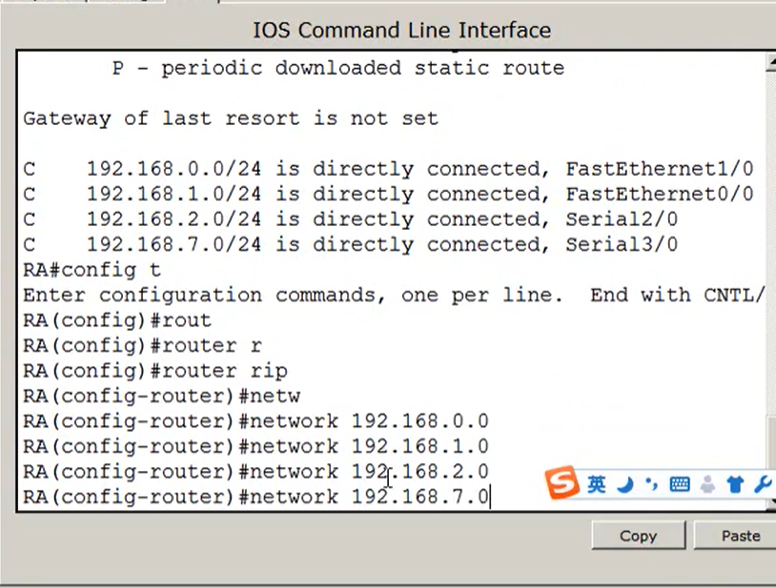 IOS Command Line Interface
P - periodic downloaded static route
Gateway of last resort is not set
C    192.168.0.0/24 is directly connected, FastEthernet1/0
C    192.168.1.0/24 is directly connected, FastEthernet0/0
C    192.168.2.0/24 is directly connected, Serial2/0
C    192.168.7.0/24 is directly connected, Serial3/0
RA#config t
Enter configuration commands, one per line.  End with CNTL/
RA(config)#rout
RA(config)#router r
RA(config)#router rip
RA(config-router)#netw
RA(config-router)#network 192.168.0.0
RA(config-router)#network 192.168.1.0
RA(config-router)#network 192.168.2.0
RA(config-router)#network 192.168.7.0
S 英
Copy
Paste